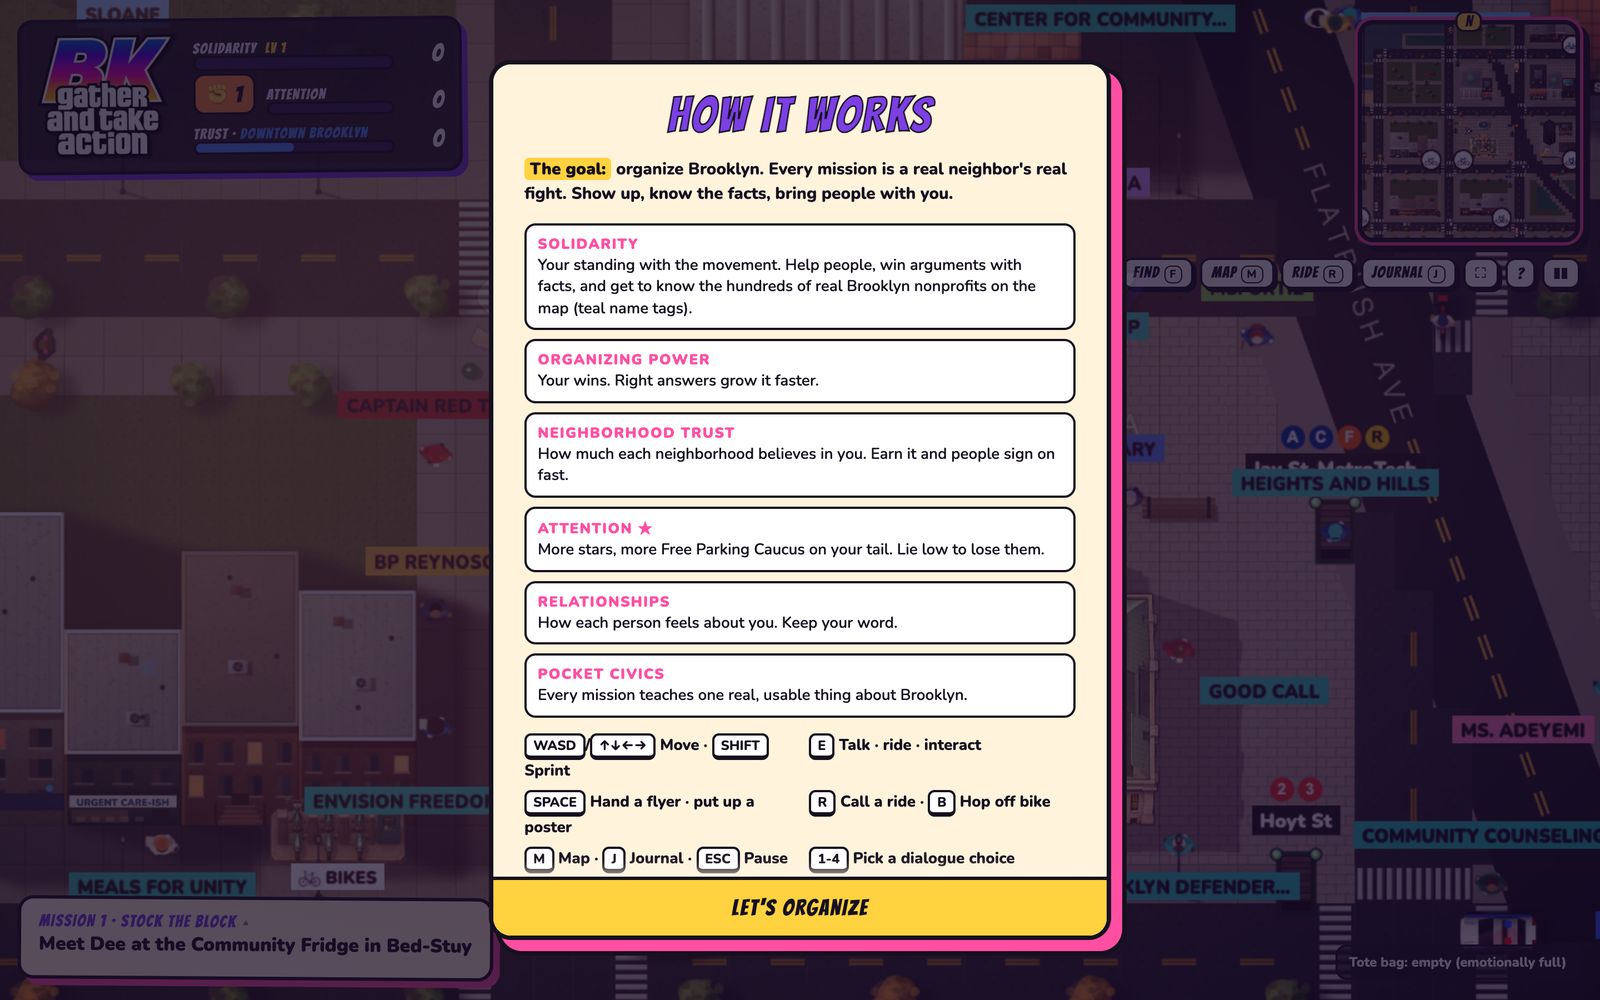 SLOANE
CENTER FOR COMMUNITY...
N
BK
gather
and take
action
SOLIDARITY LV 1
0
1
ATTENTION
0
TRUST · DOWNTOWN BROOKLYN
0
HOW IT WORKS
The goal: organize Brooklyn. Every mission is a real neighbor's real
fight. Show up, know the facts, bring people with you.
SOLIDARITY
Your standing with the movement. Help people, win arguments with
facts, and get to know the hundreds of real Brooklyn nonprofits on the
map (teal name tags).
ORGANIZING POWER
Your wins. Right answers grow it faster.
NEIGHBORHOOD TRUST
How much each neighborhood believes in you. Earn it and people sign on
fast.
ATTENTION ★
More stars, more Free Parking Caucus on your tail. Lie low to lose them.
RELATIONSHIPS
How each person feels about you. Keep your word.
POCKET CIVICS
Every mission teaches one real, usable thing about Brooklyn.
WASD/↑↓←→ Move · SHIFT
Sprint
E Talk · ride · interact
SPACE Hand a flyer · put up a
poster
R Call a ride · B Hop off bike
M Map · J Journal · ESC Pause
1-4 Pick a dialogue choice
LET'S ORGANIZE
FIND F
MAP M
RIDE R
JOURNAL J
?
FLATBUSH AVE
CAPTAIN RED T
A C F R
Jay St-MetroTech
HEIGHTS AND HILLS
ARY
BP REYNOSO
GOOD CALL
MS. ADEYEMI
URGENT CARE-ISH
ENVISION FREEDO
2 3
Hoyt St
COMMUNITY COUNSELING
MEALS FOR UNITY
BIKES
KLYN DEFENDER...
MISSION 1 · STOCK THE BLOCK
Meet Dee at the Community Fridge in Bed-Stuy
Tote bag: empty (emotionally full)